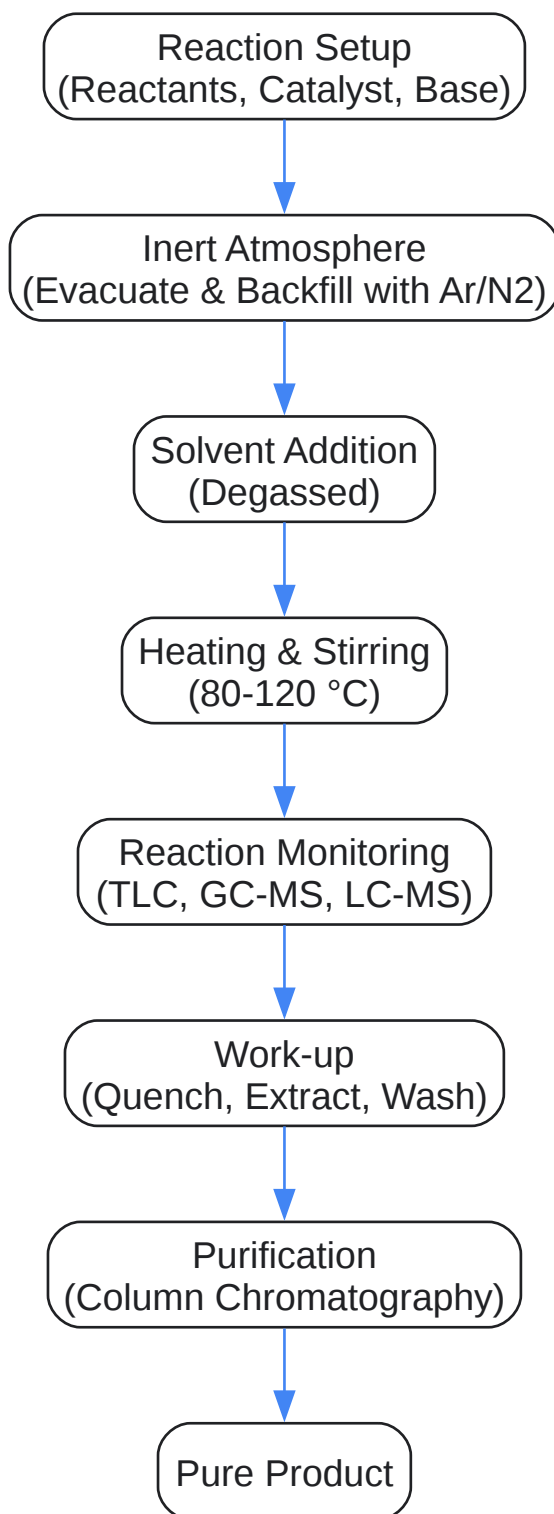 Reaction Setup
(Reactants, Catalyst, Base)
Inert Atmosphere
(Evacuate & Backfill with Ar/N2)
Solvent Addition
(Degassed)
Heating & Stirring
(80-120 °C)
Reaction Monitoring
(TLC, GC-MS, LC-MS)
Work-up
(Quench, Extract, Wash)
Purification
(Column Chromatography)
Pure Product